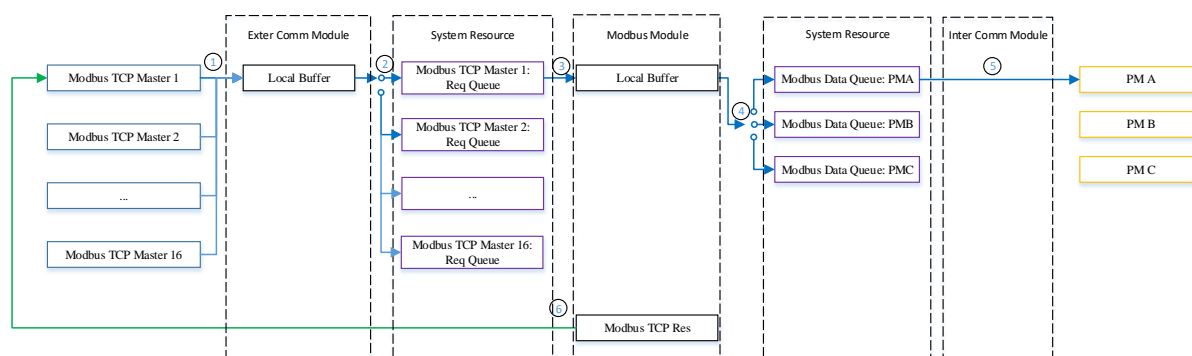 Exter Comm Module
System Resource
Modbus Module
System Resource
Inter Comm Module
1
2
3
4
5
6
Modbus TCP Master 1
Modbus TCP Master 2
...
Modbus TCP Master 16
Local Buffer
Modbus TCP Master 1:
Req Queue
Modbus TCP Master 2:
Req Queue
...
Modbus TCP Master 16:
Req Queue
Local Buffer
Modbus TCP Res
Modbus Data Queue: PMA
Modbus Data Queue: PMB
Modbus Data Queue: PMC
PM A
PM B
PM C